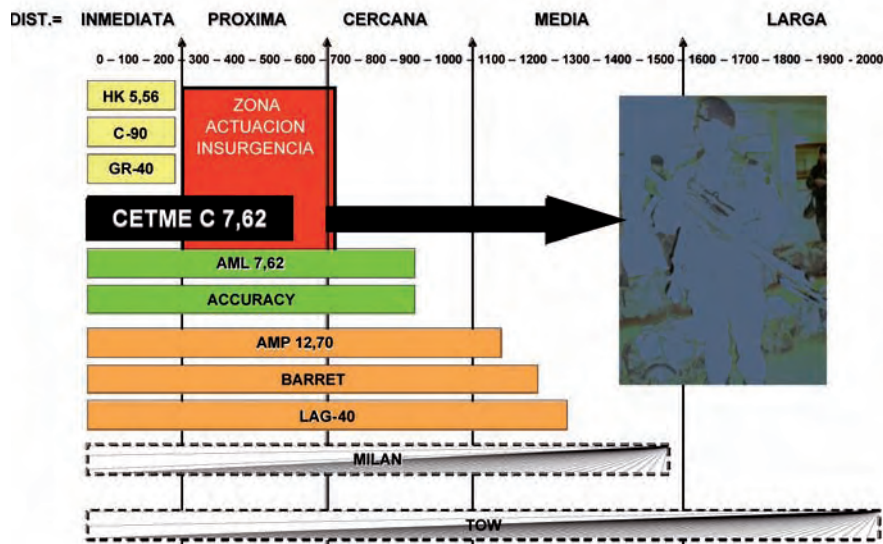 DIST.= INMEDIATA PROXIMA CERCANA MEDIA LARGA
0 - 100 - 200 300 - 400 - 500 - 600 700 - 800 - 900 - 1000 1100 -1200 - 1300 -1400 - 1500 1600 -1700 - 1800 -1900 -2000
HK 5,56
C-90
GR-40
ZONA
ACTUACION
INSURGENCIA
CETME C 7,62
AML 7,62
ACCURACY
AMP 12,70
BARRET
LAG-40
MILAN
TOW